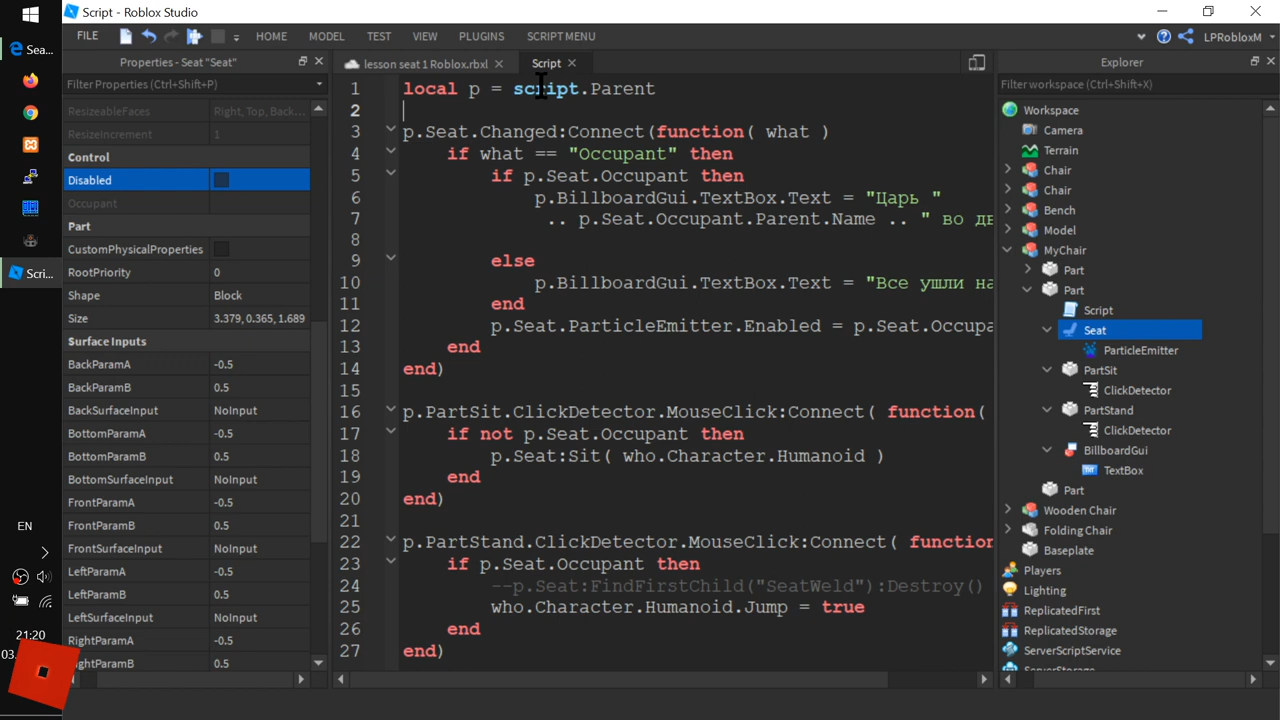 Script - Roblox Studio
FILE
HOME
MODEL
TEST
VIEW
PLUGINS
SCRIPT MENU
LPRobloxM
Sea...
Scri...
EN
21:20
Properties - Seat "Seat"
Filter Properties (Ctrl+Shift+P)
ResizeableFaces Right, Top, Back...
ResizeIncrement 1
Control
Disabled
Occupant
Part
CustomPhysicalProperties
RootPriority 0
Shape Block
Size 3.379, 0.365, 1.689
Surface Inputs
BackParamA -0.5
BackParamB 0.5
BackSurfaceInput NoInput
BottomParamA -0.5
BottomParamB 0.5
BottomSurfaceInput NoInput
FrontParamA -0.5
FrontParamB 0.5
FrontSurfaceInput NoInput
LeftParamA -0.5
LeftParamB 0.5
LeftSurfaceInput NoInput
RightParamA -0.5
RightParamB 0.5
lesson seat 1 Roblox.rbxl
Script
1 local p = script.Parent
2
3 p.Seat.Changed:Connect(function( what )
4 if what == "Occupant" then
5 if p.Seat.Occupant then
6 p.BillboardGui.TextBox.Text = "Царь "
7 .. p.Seat.Occupant.Parent.Name .. " во дв
8
9 else
10 p.BillboardGui.TextBox.Text = "Все ушли на
11 end
12 p.Seat.ParticleEmitter.Enabled = p.Seat.Occupa
13 end
14 end)
15
16 p.PartSit.ClickDetector.MouseClick:Connect( function(
17 if not p.Seat.Occupant then
18 p.Seat:Sit( who.Character.Humanoid )
19 end
20 end)
21
22 p.PartStand.ClickDetector.MouseClick:Connect( function
23 if p.Seat.Occupant then
24 --p.Seat:FindFirstChild("SeatWeld"):Destroy()
25 who.Character.Humanoid.Jump = true
26 end
27 end)
Explorer
Filter workspace (Ctrl+Shift+X)
Workspace
Camera
Terrain
Chair
Chair
Bench
Model
MyChair
Part
Part
Script
Seat
ParticleEmitter
PartSit
ClickDetector
PartStand
ClickDetector
BillboardGui
TextBox
Part
Wooden Chair
Folding Chair
Baseplate
Players
Lighting
ReplicatedFirst
ReplicatedStorage
ServerScriptService
ServerStorage